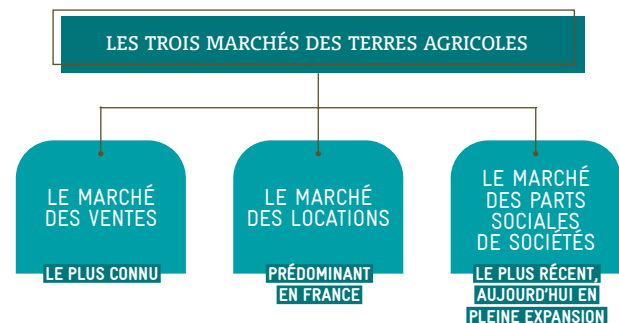 LES TROIS MARCHÉS DES TERRES AGRICOLES
LE MARCHÉ
DES VENTES
LE PLUS CONNU
LE MARCHÉ
DES LOCATIONS
PRÉDOMINANT
EN FRANCE
LE MARCHÉ
DES PARTS
SOCIALES
DE SOCIÉTÉS
LE PLUS RÉCENT,
AUJOURD'HUI EN
PLEINE EXPANSION